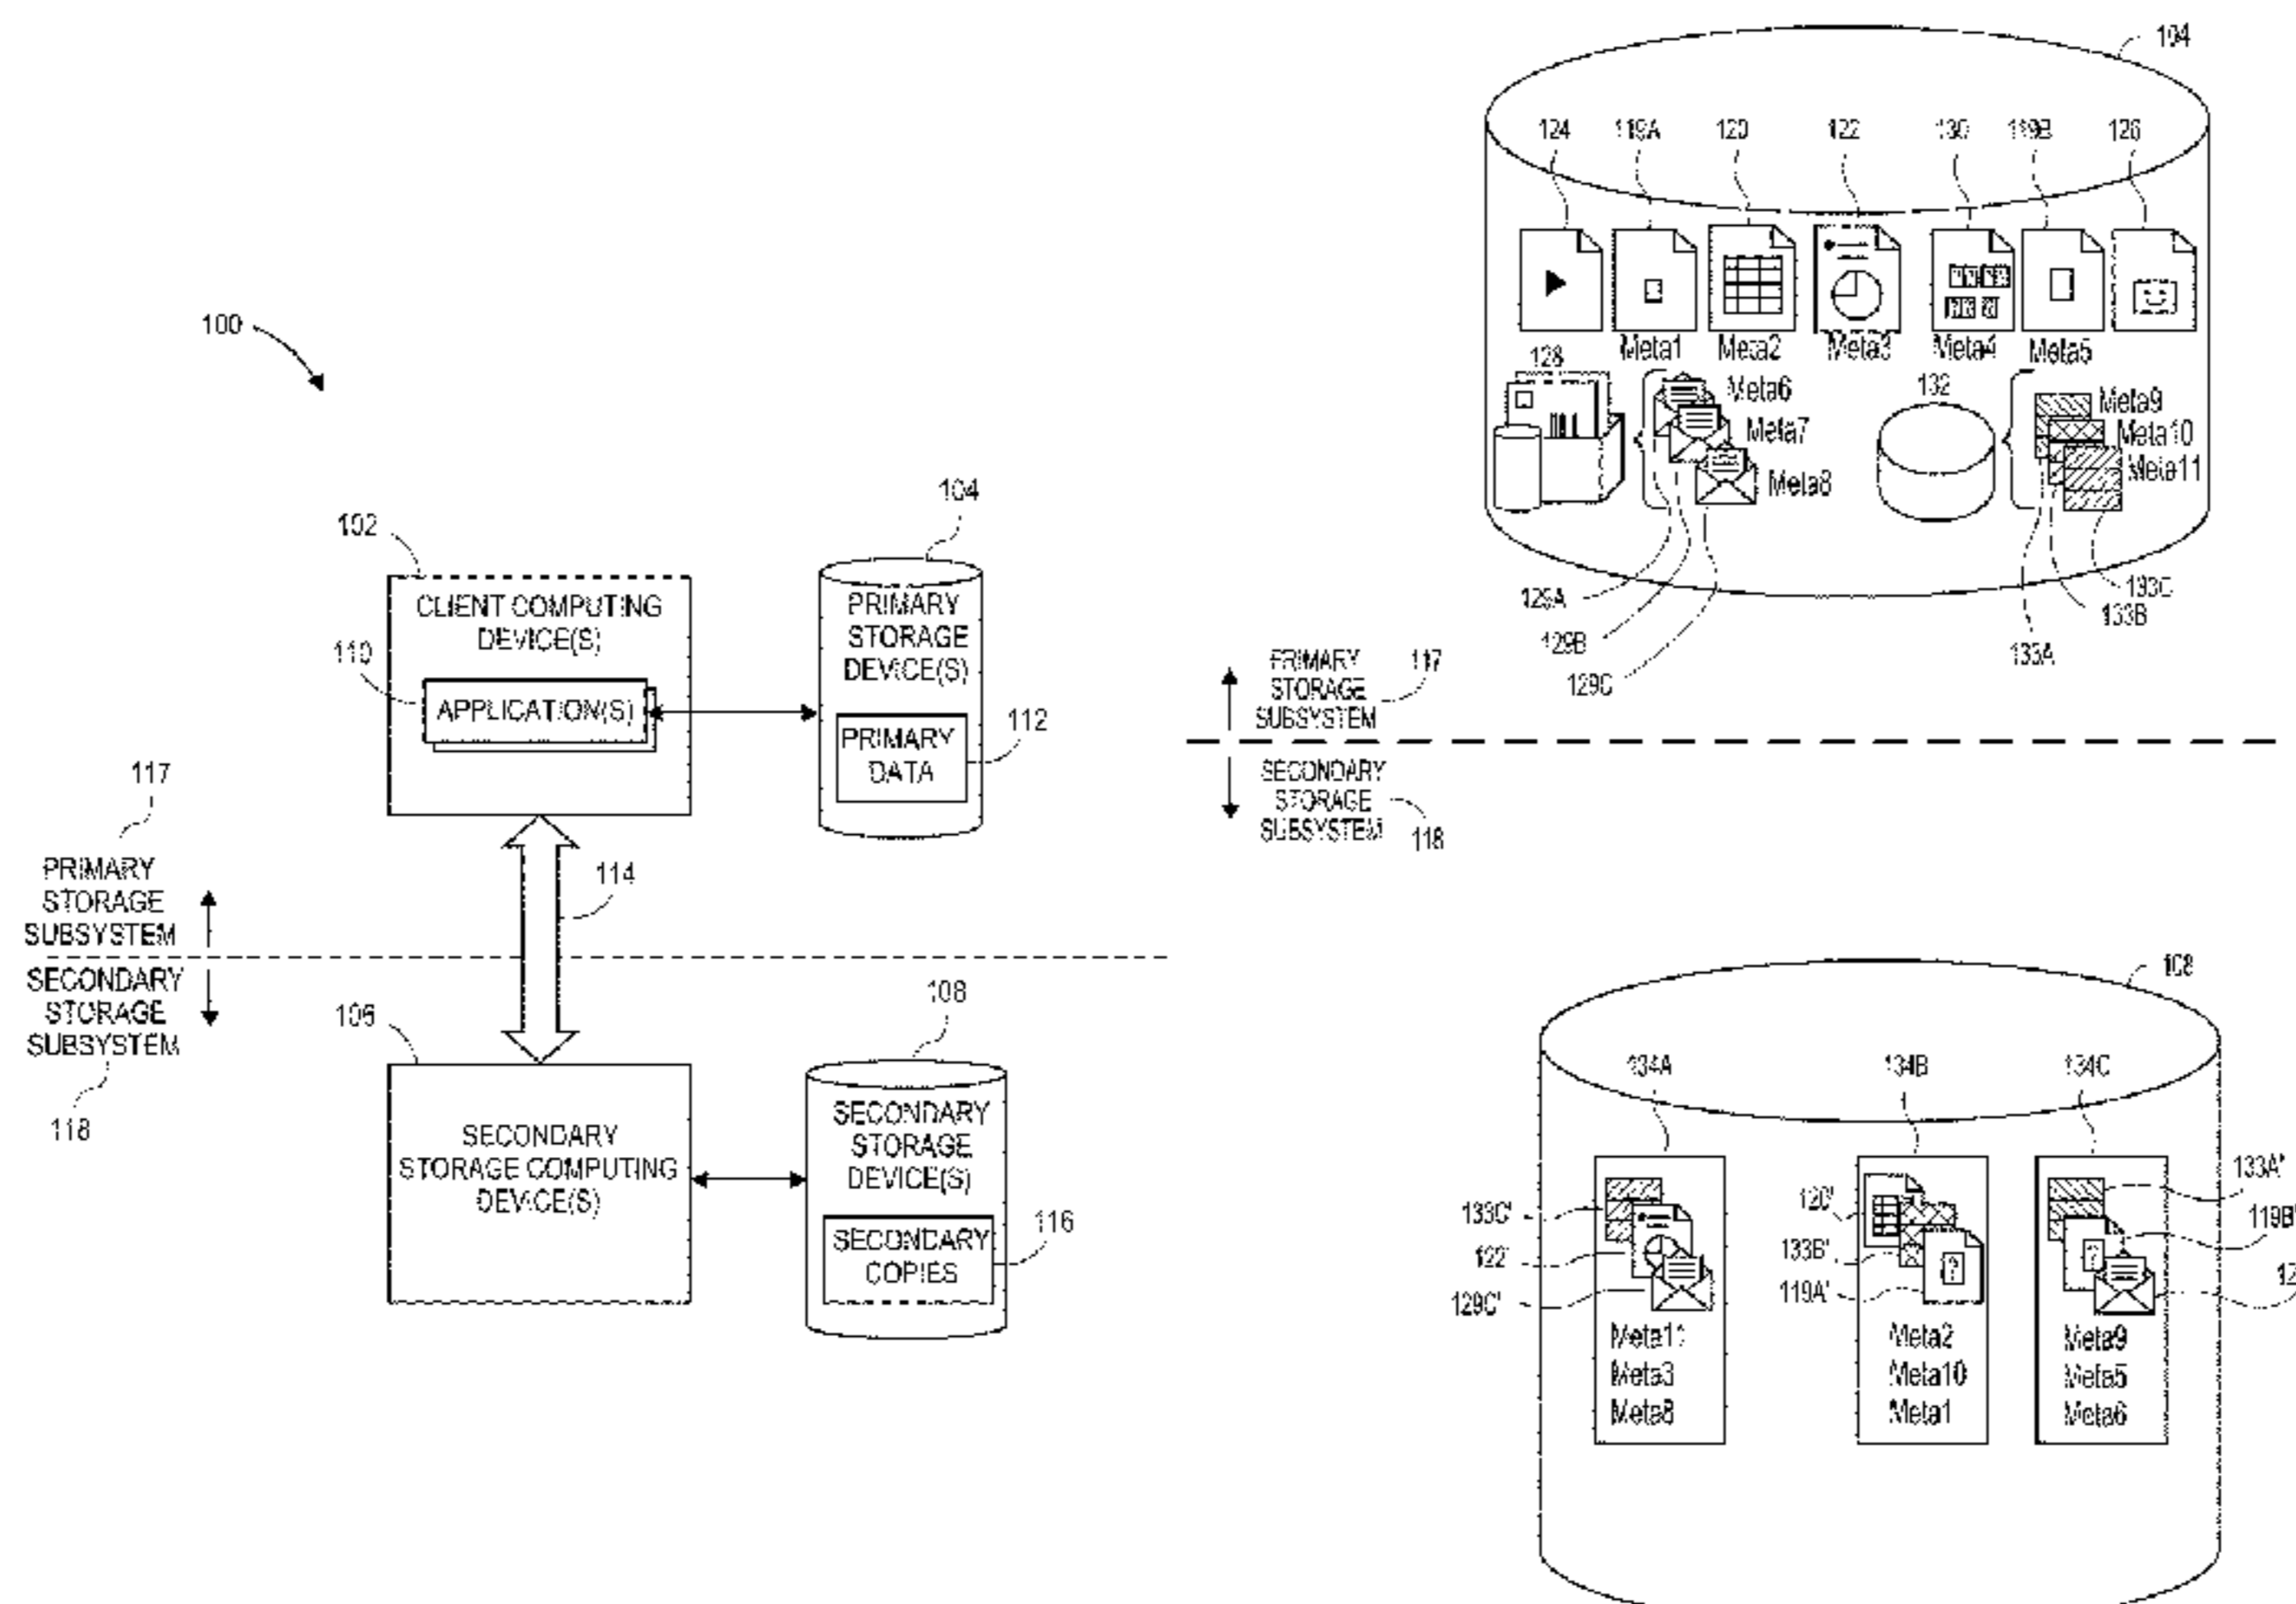 100
102
CLIENT COMPUTING
DEVICE(S)
110
APPLICATION(S)
104
PRIMARY
STORAGE
DEVICE(S)
PRIMARY
DATA
112
117
PRIMARY
STORAGE
SUBSYSTEM
114
SECONDARY
STORAGE
SUBSYSTEM
118
106
SECONDARY
STORAGE COMPUTING
DEVICE(S)
108
SECONDARY
STORAGE
DEVICE(S)
SECONDARY
COPIES
116
104
124 119A 120 122 130 119B 126
Meta1 Meta2 Meta3 Meta4 Meta5
128
Meta6
Meta7
Meta8
132
Meta9
Meta10
Meta11
129A
129B
129C
133C
133B
133A
PRIMARY
STORAGE
SUBSYSTEM
117
SECONDARY
STORAGE
SUBSYSTEM
118
108
134A 134B 134C
133C'
122'
129C'
Meta11
Meta3
Meta8
120'
133B'
119A'
Meta2
Meta10
Meta1
133A'
119B'
Meta9
Meta5
Meta6